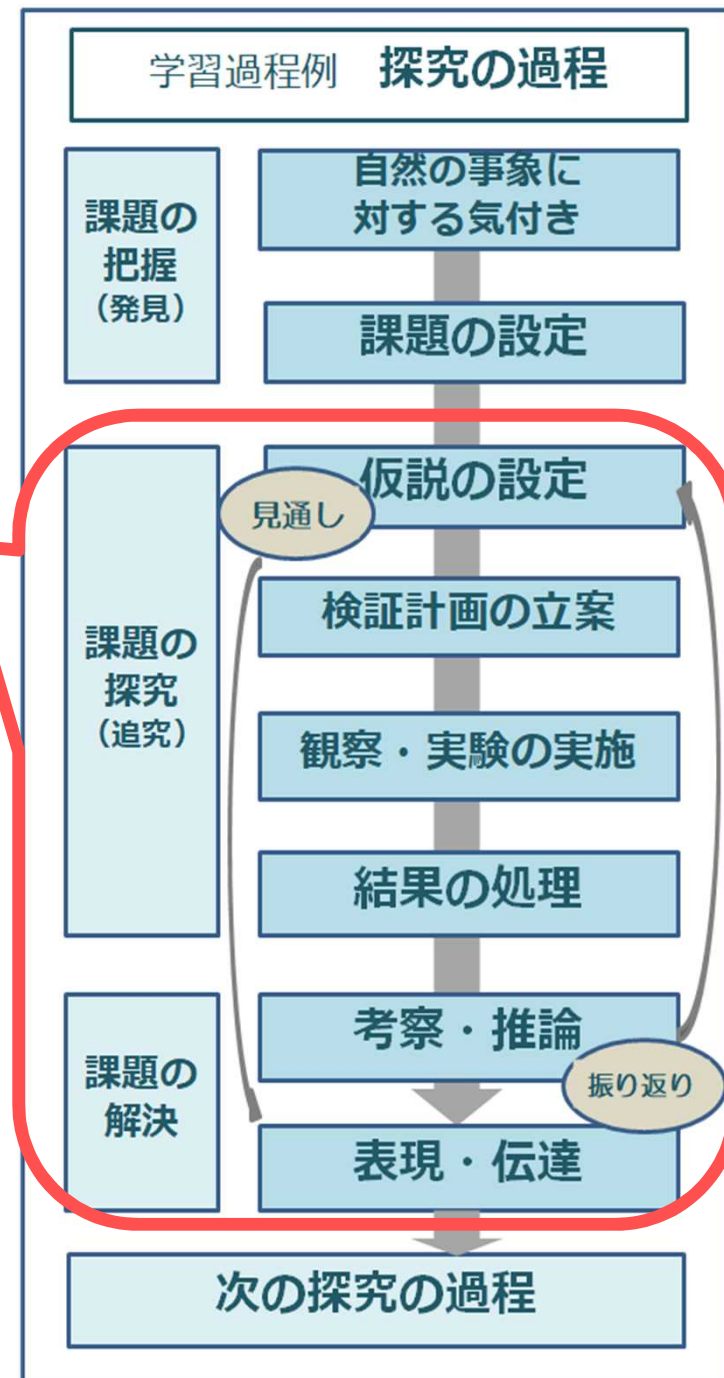 学習過程例 探究の過程
課題の
把握
（発見）
自然の事象に
対する気付き
課題の設定
課題の
探究
（追究）
仮説の設定
見通し
検証計画の立案
観察・実験の実施
結果の処理
課題の
解決
考察・推論
振り返り
表現・伝達
次の探究の過程